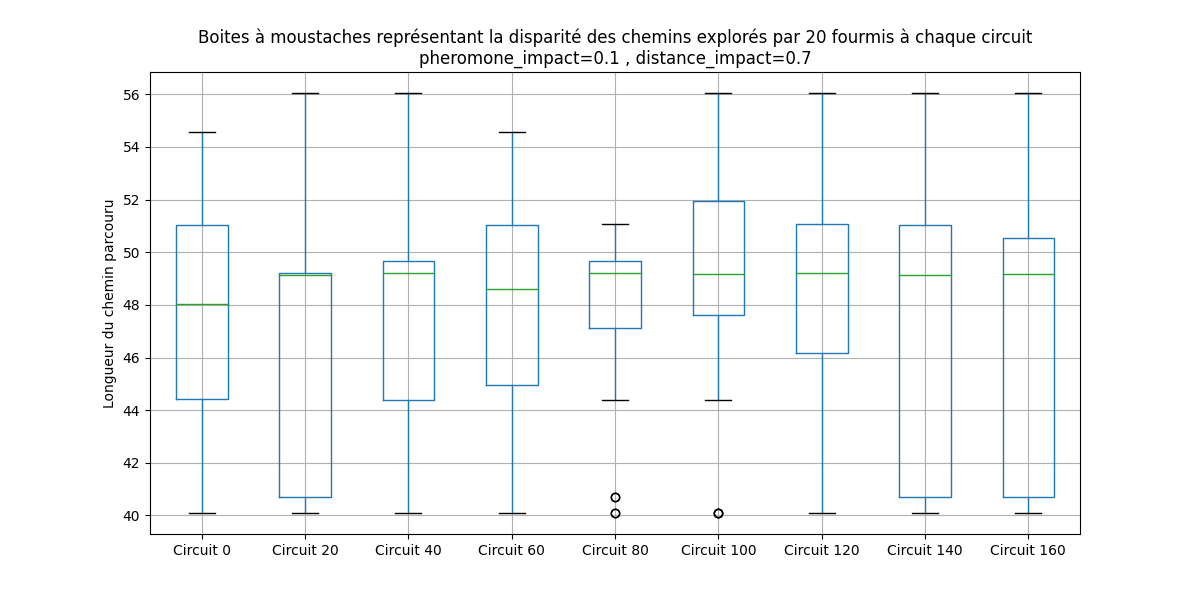 Boites à moustaches représentant la disparité des chemins explorés par 20 fourmis à chaque circuit
pheromone_impact=0.1 , distance_impact=0.7
Longueur du chemin parcouru
56
54
52
50
48
46
44
42
40
Circuit 0
Circuit 20
Circuit 40
Circuit 60
Circuit 80
Circuit 100
Circuit 120
Circuit 140
Circuit 160